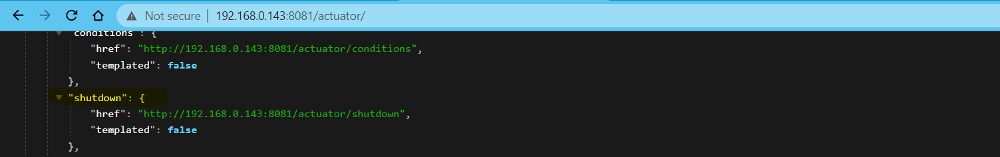 Not secure | 192.168.0.143:8081/actuator/
conditions : {
"href": "http://192.168.0.143:8081/actuator/conditions",
"templated": false
},
"shutdown": {
"href": "http://192.168.0.143:8081/actuator/shutdown",
"templated": false
},